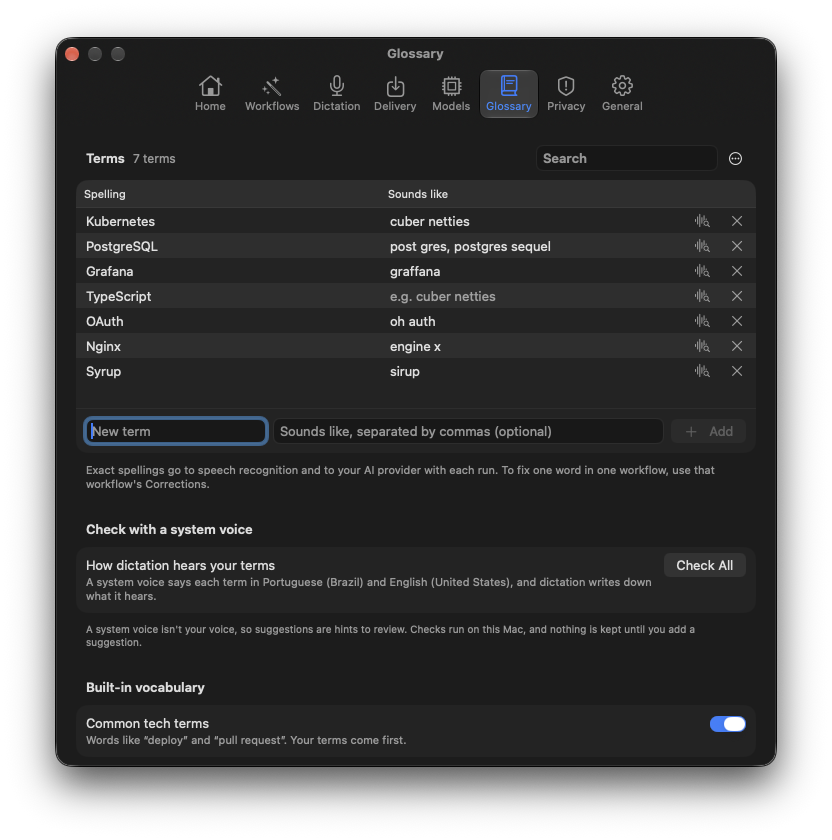 Glossary
Home Workflows Dictation Delivery Models Glossary Privacy General
Terms 7 terms Search
Spelling Sounds like
Kubernetes cuber netties
PostgreSQL post gres, postgres sequel
Grafana graffana
TypeScript e.g. cuber netties
OAuth oh auth
Nginx engine x
Syrup sirup
New term Sounds like, separated by commas (optional) + Add
Exact spellings go to speech recognition and to your AI provider with each run. To fix one word in one workflow, use that
workflow's Corrections.
Check with a system voice
How dictation hears your terms Check All
A system voice says each term in Portuguese (Brazil) and English (United States), and dictation writes down
what it hears.
A system voice isn't your voice, so suggestions are hints to review. Checks run on this Mac, and nothing is kept until you add a
suggestion.
Built-in vocabulary
Common tech terms
Words like “deploy” and “pull request”. Your terms come first.